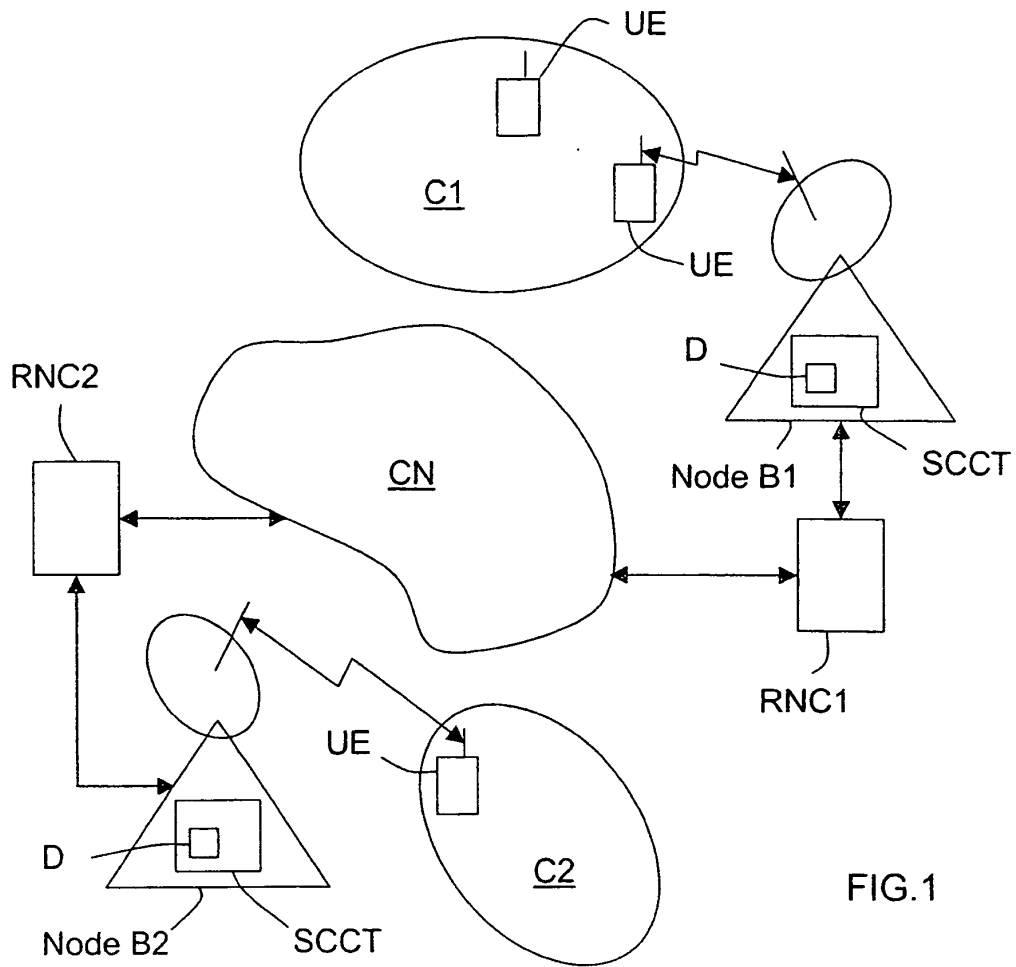 UE
C1
UE
D
RNC2
SCCT
CN
Node B1
RNC1
UE
D
C2
FIG.1
Node B2
SCCT